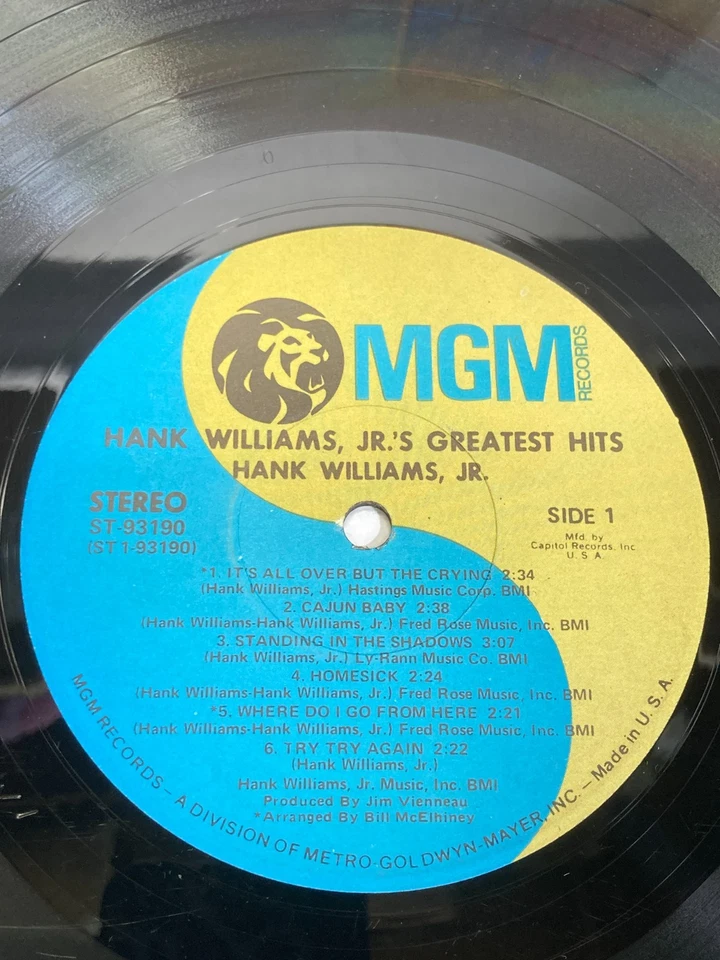 MGM
RECORDS
HANK WILLIAMS, JR.'S GREATEST HITS
HANK WILLIAMS, JR.
STEREO
ST-93190
(ST 1-93190)
SIDE 1
Mfd. by
Capitol Records, Inc
U. S. A.
*1. IT'S ALL OVER BUT THE CRYING 2:34
(Hank Williams, Jr.) Hastings Music Corp. BMI
2. CAJUN BABY 2:38
(Hank Williams-Hank Williams, Jr.) Fred Rose Music, Inc. BMI
3. STANDING IN THE SHADOWS 3:07
(Hank Williams, Jr.) Ly-Rann Music Co. BMI
4. HOMESICK 2:24
(Hank Williams-Hank Williams, Jr.) Fred Rose Music, Inc. BMI
*5. WHERE DO I GO FROM HERE 2:21
(Hank Williams-Hank Williams, Jr.) Fred Rose Music, Inc. BMI
6. TRY TRY AGAIN 2:22
(Hank Williams, Jr.)
Hank Williams, Jr. Music, Inc. BMI
Produced By Jim Vienneau
*Arranged By Bill McElhiney
MGM RECORDS – A DIVISION OF METRO-GOLDWYN-MAYER, INC. – Made in U. S. A.